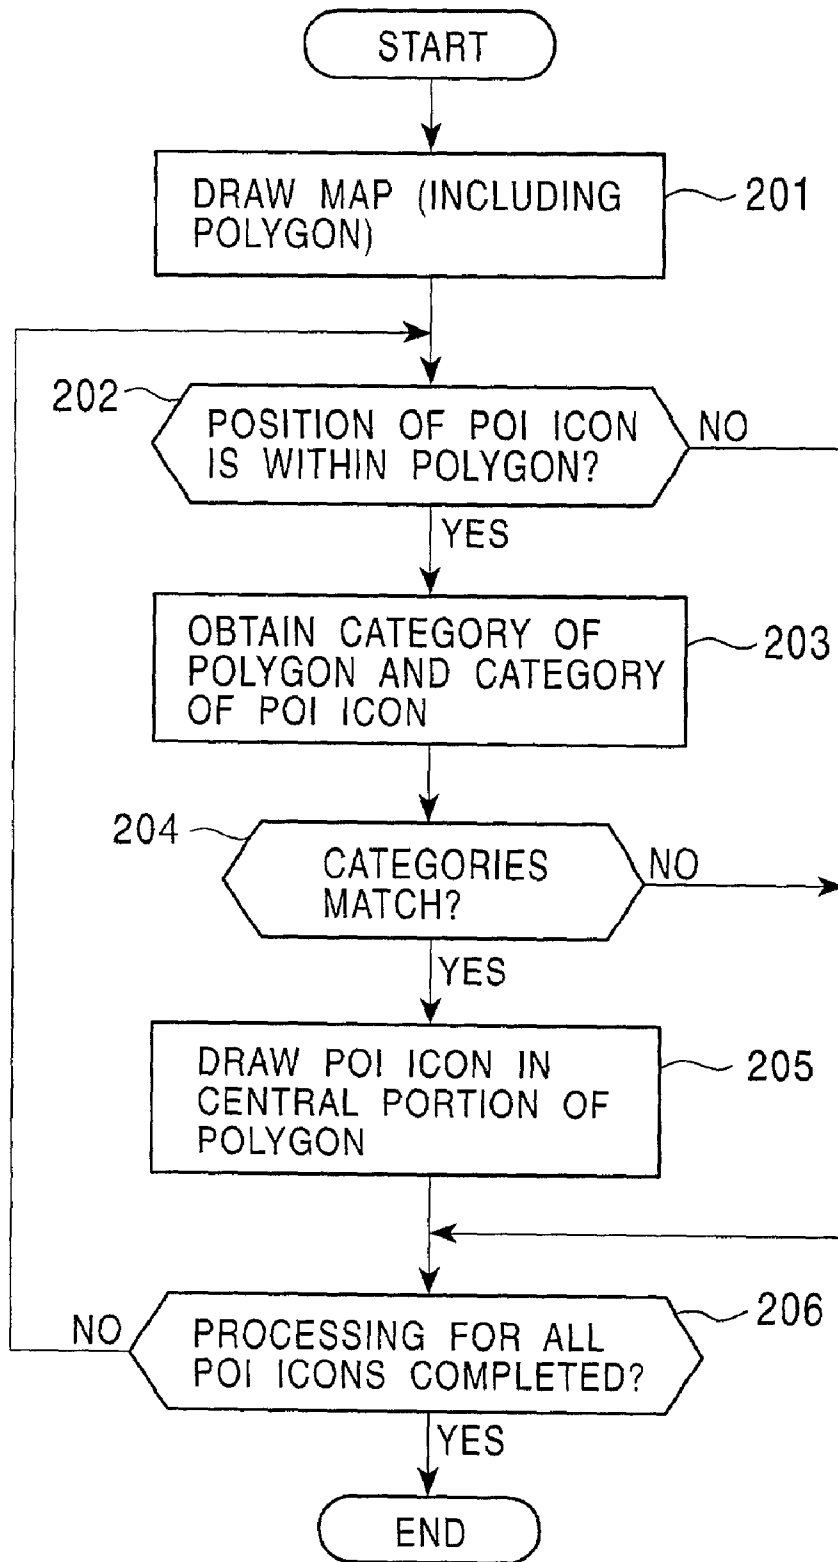 START
DRAW MAP (INCLUDING
POLYGON)
201
202
POSITION OF POI ICON
IS WITHIN POLYGON?
NO
YES
OBTAIN CATEGORY OF
POLYGON AND CATEGORY
OF POI ICON
203
204
CATEGORIES
MATCH?
NO
YES
DRAW POI ICON IN
CENTRAL PORTION OF
POLYGON
205
NO
PROCESSING FOR ALL
POI ICONS COMPLETED?
206
YES
END